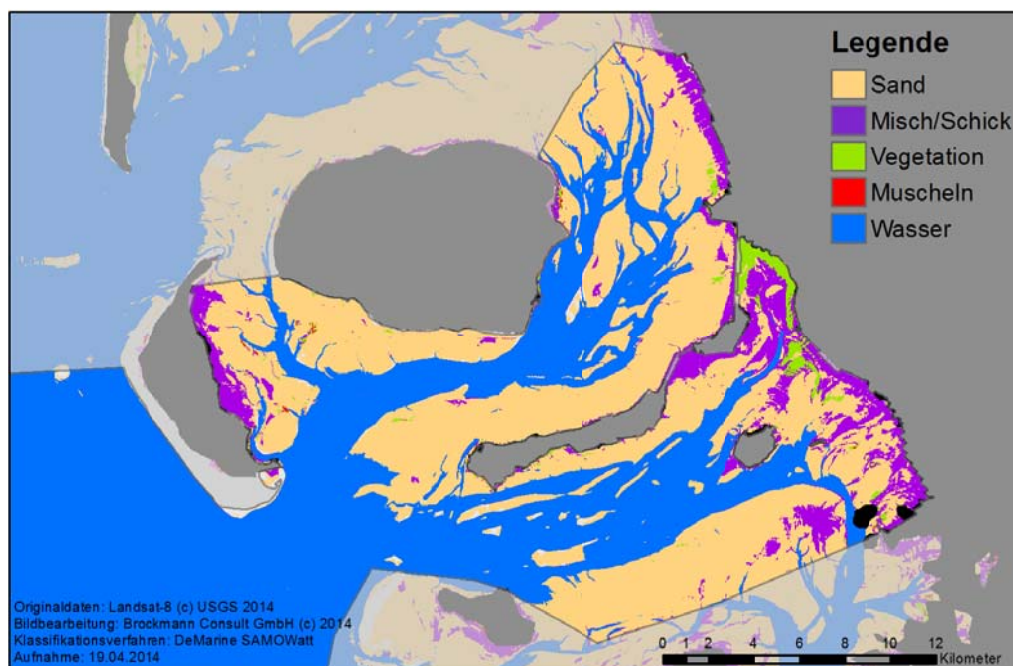 Legende
Sand
Misch/Schick
Vegetation
Muscheln
Wasser
Originaldaten: Landsat-8 (c) USGS 2014
Bildbearbeitung: Brockmann Consult GmbH (c) 2014
Klassifikationsverfahren: DeMarine SAMOWatt
Aufnahme: 19.04.2014
0 2 4 6 8 10 12
Kilometer